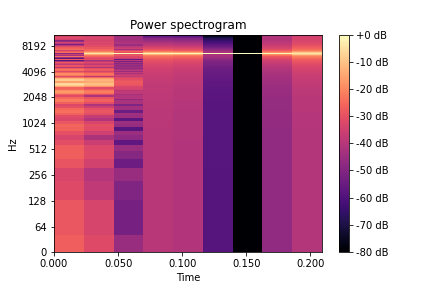 Power spectrogram
Hz
8192
4096
2048
1024
512
256
128
64
0
0.000 0.050 0.100 0.150 0.200
Time
+0 dB
-10 dB
-20 dB
-30 dB
-40 dB
-50 dB
-60 dB
-70 dB
-80 dB